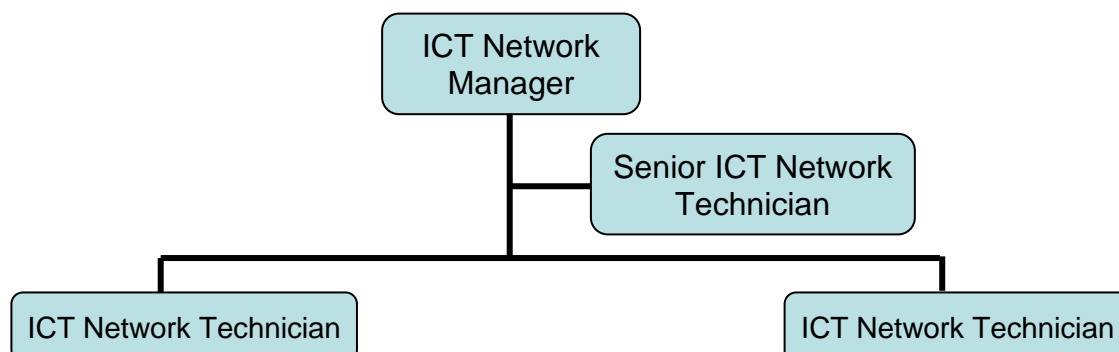 ICT Network
Manager
Senior ICT Network
Technician
ICT Network Technician
ICT Network Technician